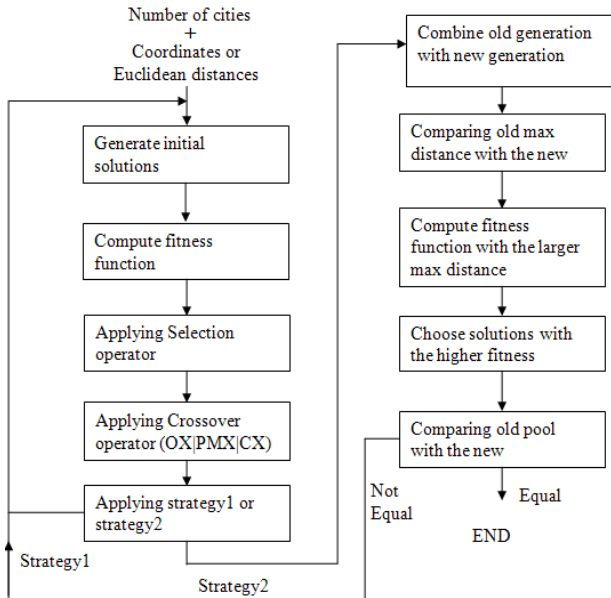 Number of cities
+
Coordinates or
Euclidean distances
Generate initial
solutions
Compute fitness
function
Applying Selection
operator
Applying Crossover
operator (OX|PMX|CX)
Applying strategy1 or
strategy2
Strategy1
Strategy2
Combine old generation
with new generation
Comparing old max
distance with the new
Compute fitness
function with the larger
max distance
Choose solutions with
the higher fitness
Comparing old pool
with the new
Not
Equal
Equal
END